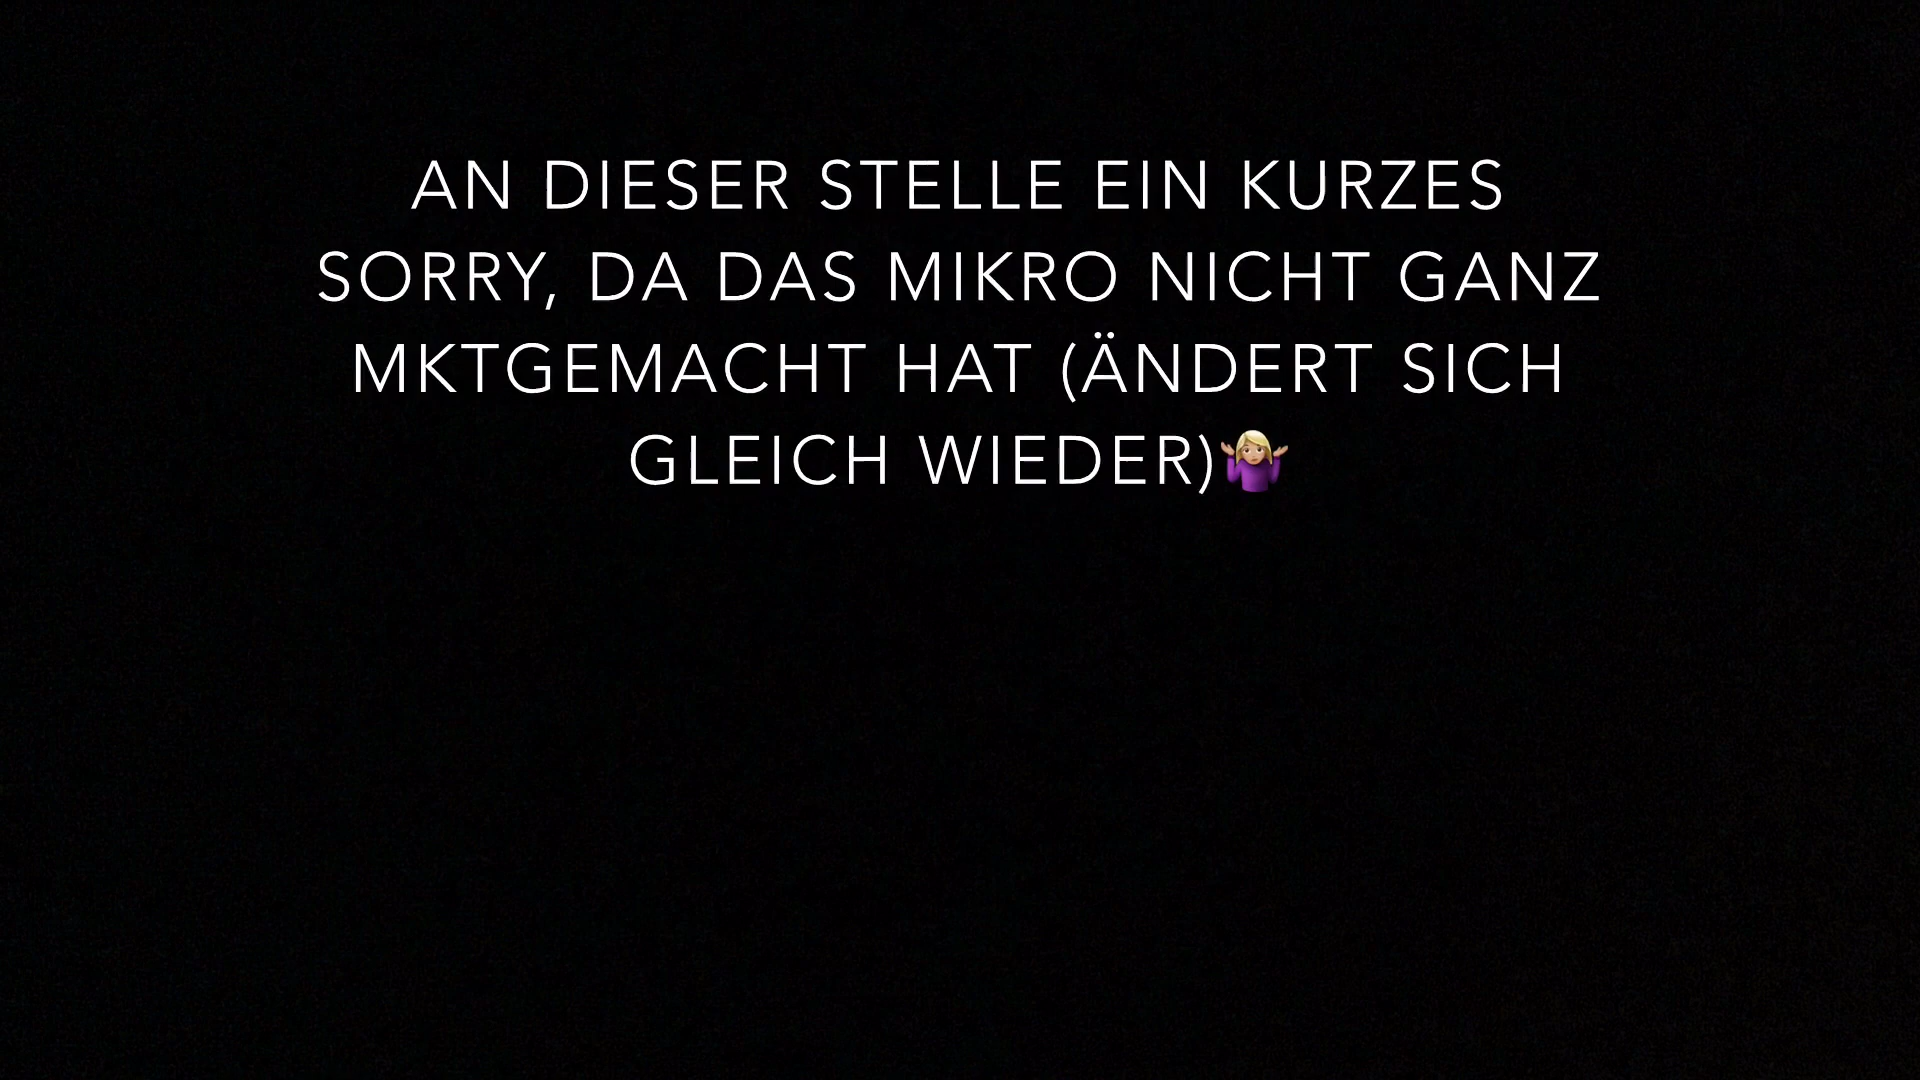 AN DIESER STELLE EIN KURZES
SORRY, DA DAS MIKRO NICHT GANZ
MKTGEMACHT HAT (ÄNDERT SICH
GLEICH WIEDER)🤷🏼‍♀️